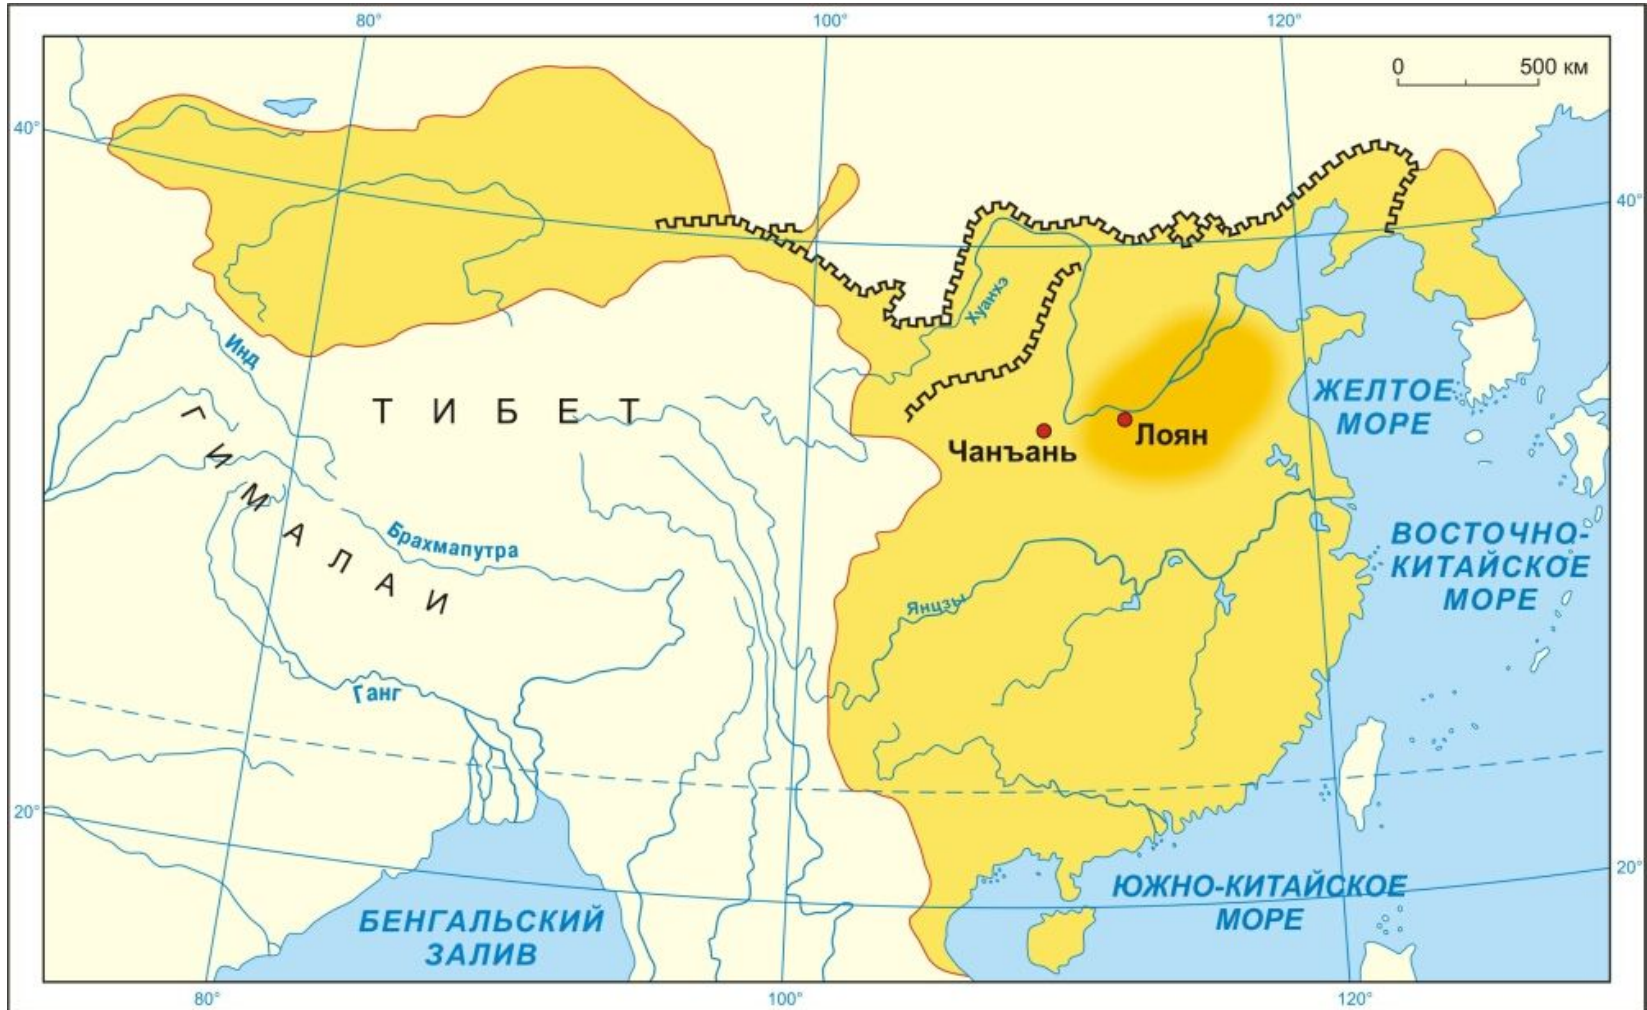 80°
100°
120°
0 500 км
40°
40°
Хуанхэ
Инд
ТИБЕТ
ГИМАЛАИ
ЖЕЛТОЕ
МОРЕ
Чанъань
Лоян
ВОСТОЧНО-
КИТАЙСКОЕ
МОРЕ
Брахмапутра
Янцзы
Ганг
20°
20°
ЮЖНО-КИТАЙСКОЕ
МОРЕ
БЕНГАЛЬСКИЙ
ЗАЛИВ
80°
100°
120°